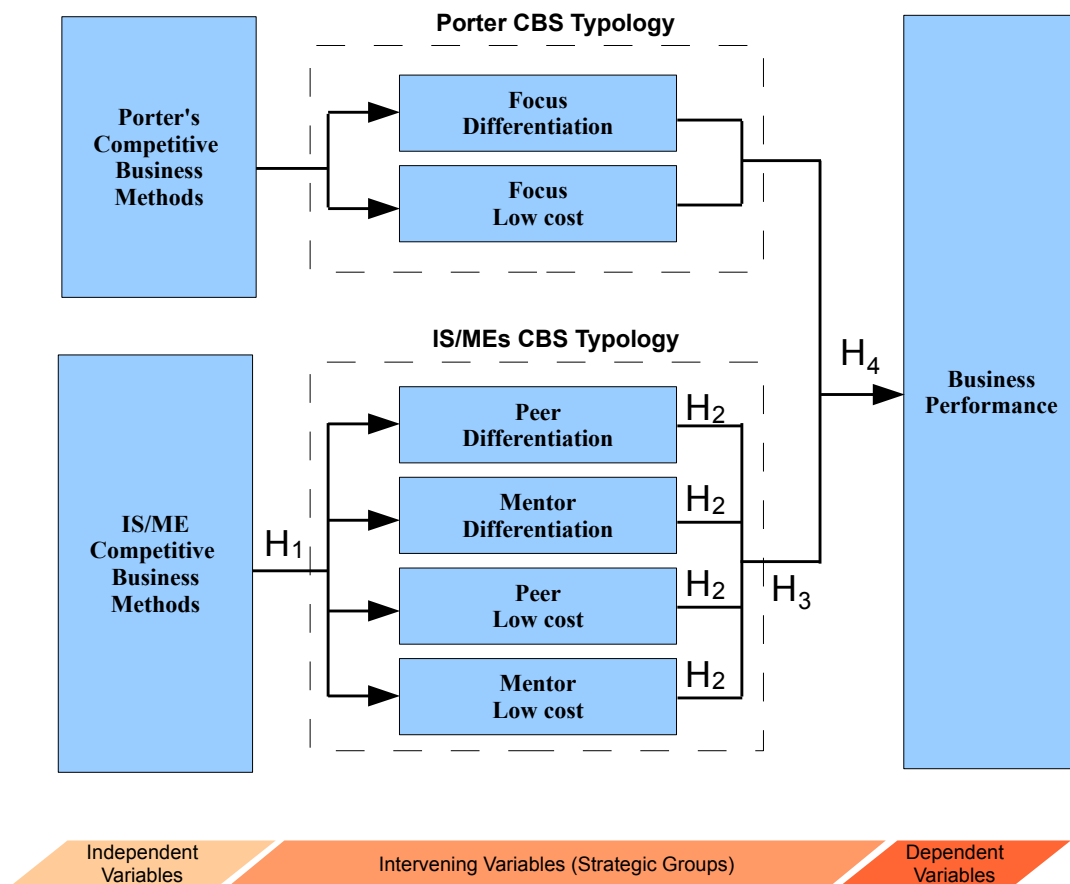 Porter CBS Typology
Porter's
Competitive
Business
Methods
Focus
Differentiation
Focus
Low cost
IS/MEs CBS Typology
IS/ME
Competitive
Business
Methods
H1
Peer
Differentiation
H2
Mentor
Differentiation
H2
Peer
Low cost
H2
Mentor
Low cost
H2
H3
H4
Business
Performance
Independent
Variables
Intervening Variables (Strategic Groups)
Dependent
Variables